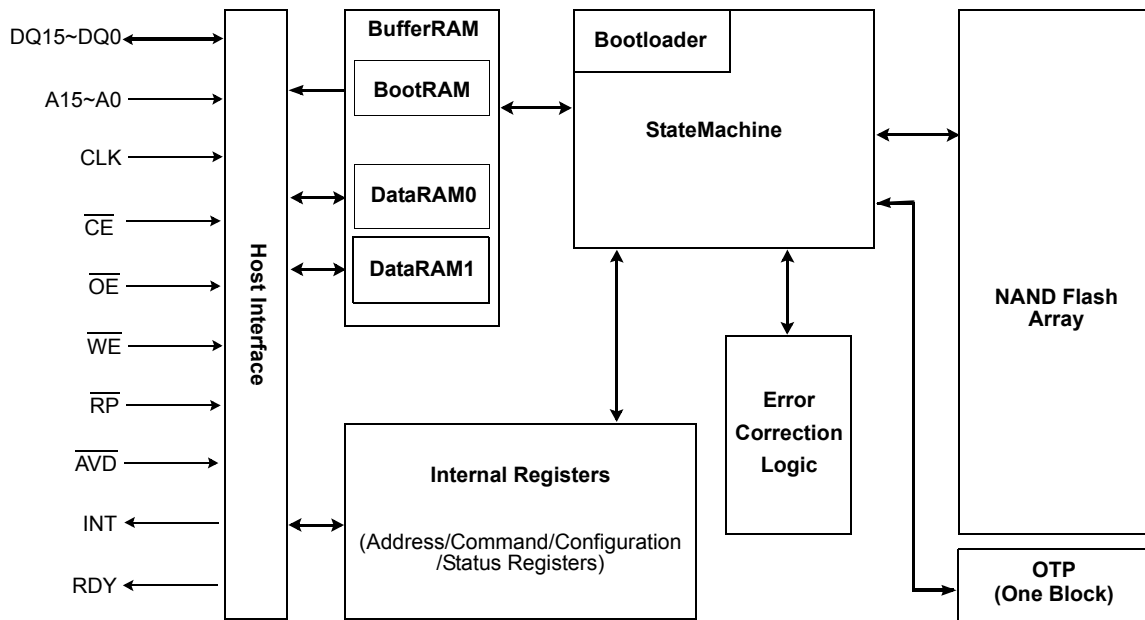 DQ15~DQ0
A15~A0
CLK
CE
OE
WE
RP
AVD
INT
RDY
Host Interface
BufferRAM
BootRAM
DataRAM0
DataRAM1
Internal Registers
(Address/Command/Configuration
/Status Registers)
Bootloader
StateMachine
Error
Correction
Logic
NAND Flash
Array
OTP
(One Block)